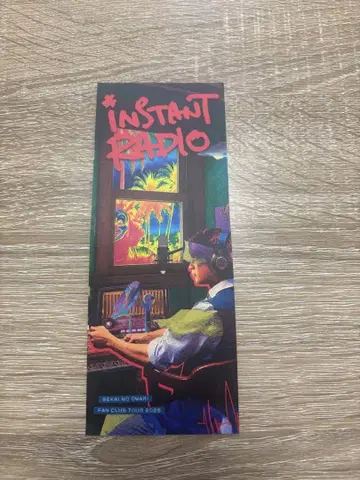 INSTANT
RADIO
SEKAI NO OWARI
FAN CLUB TOUR 2025